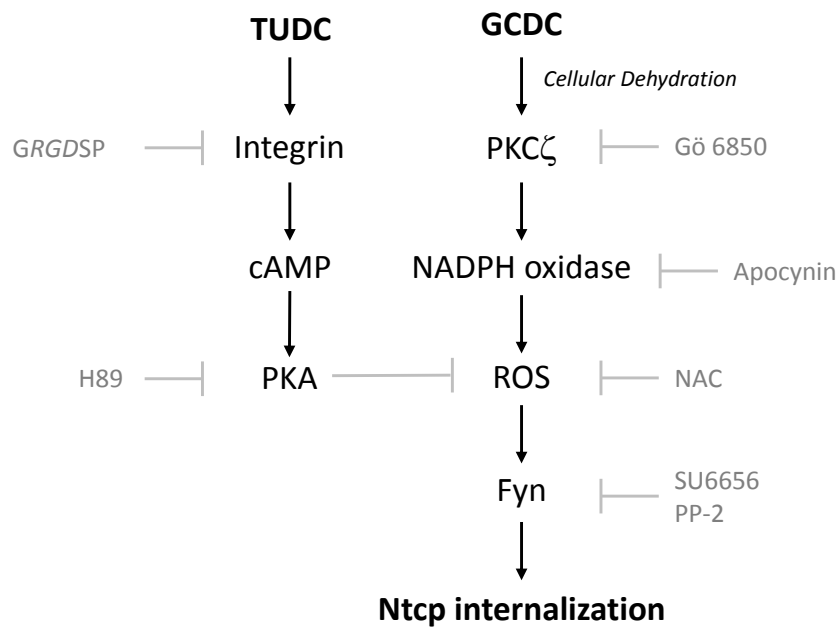 TUDC GCDC
Cellular Dehydration
GRGDSP Integrin PKCζ Gö 6850
cAMP NADPH oxidase Apocynin
H89 PKA ROS NAC
Fyn SU6656
PP-2
Ntcp internalization